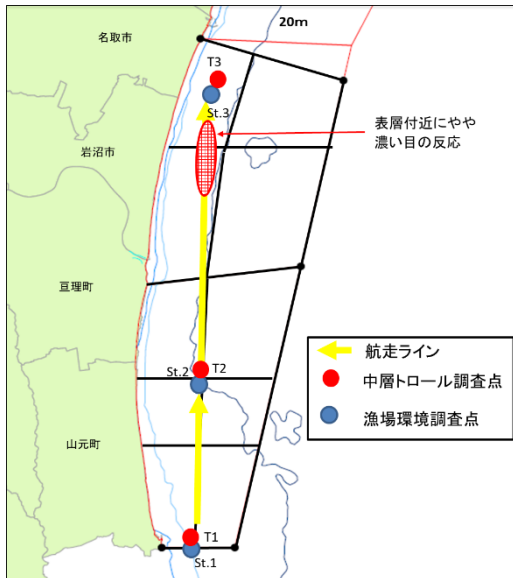 20m
名取市
T3
St.3
表層付近にやや
濃い目の反応
岩沼市
亘理町
St.2
T2
航走ライン
中層トロール調査点
漁場環境調査点
山元町
T1
St.1